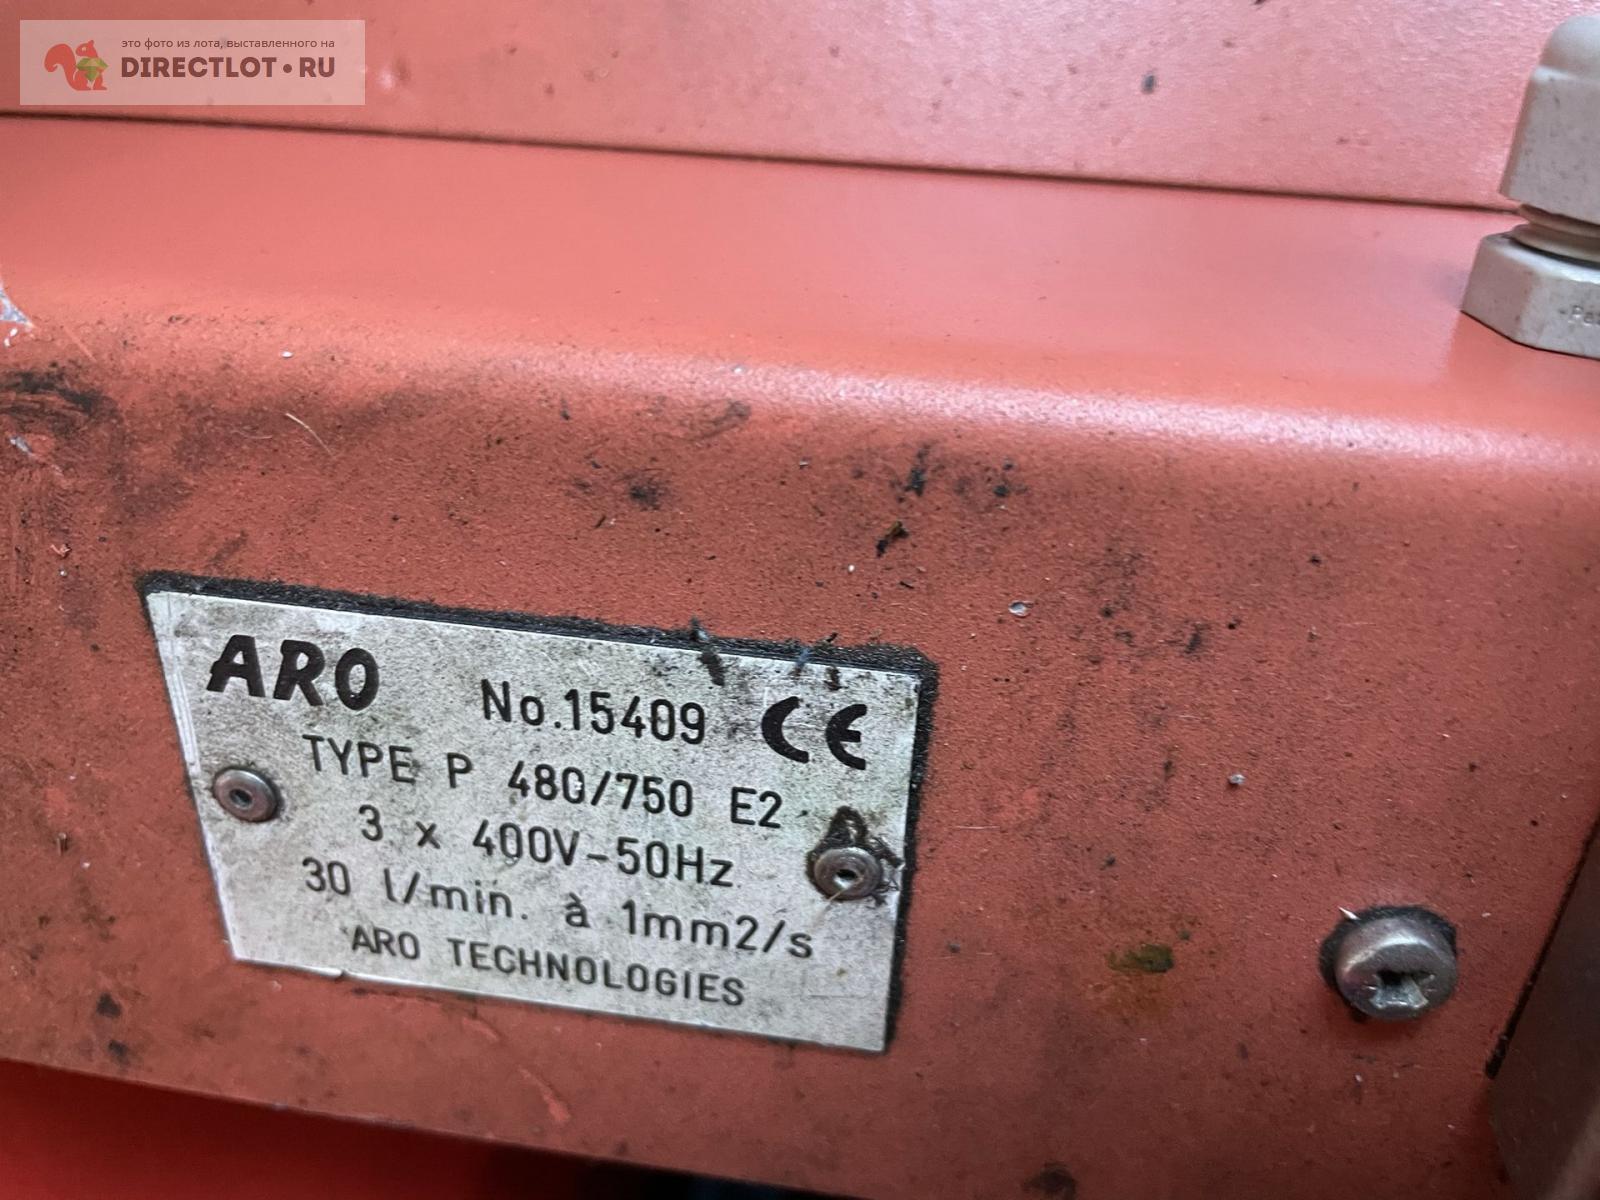 это фото из лота, выставленного на
DIRECTLOT•RU
ARO No.15409 CE
TYPE P 480/750 E2
3 x 400V-50Hz
30 l/min. à 1mm2/s
ARO TECHNOLOGIES